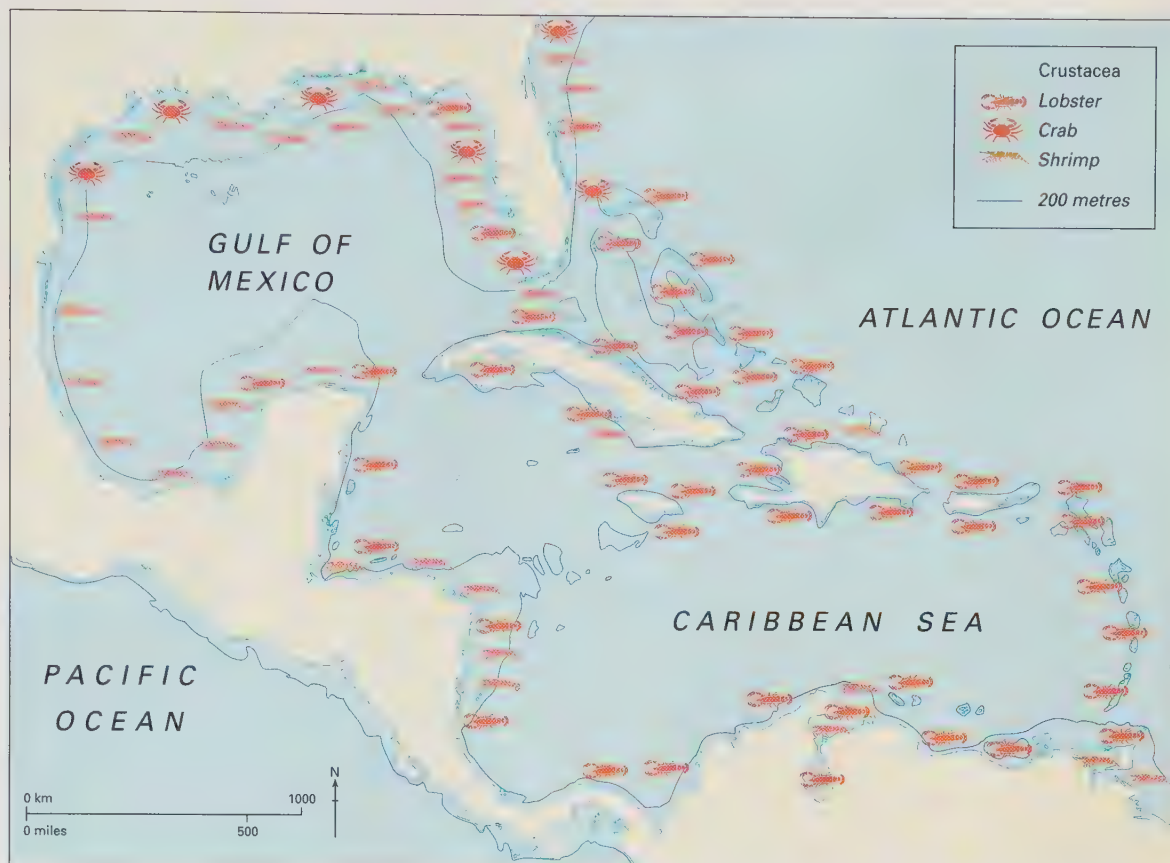 Crustacea
Lobster
Crab
Shrimp
200 metres
GULF OF
MEXICO
ATLANTIC OCEAN
CARIBBEAN SEA
PACIFIC
OCEAN
N
0 km 1000
0 miles 500